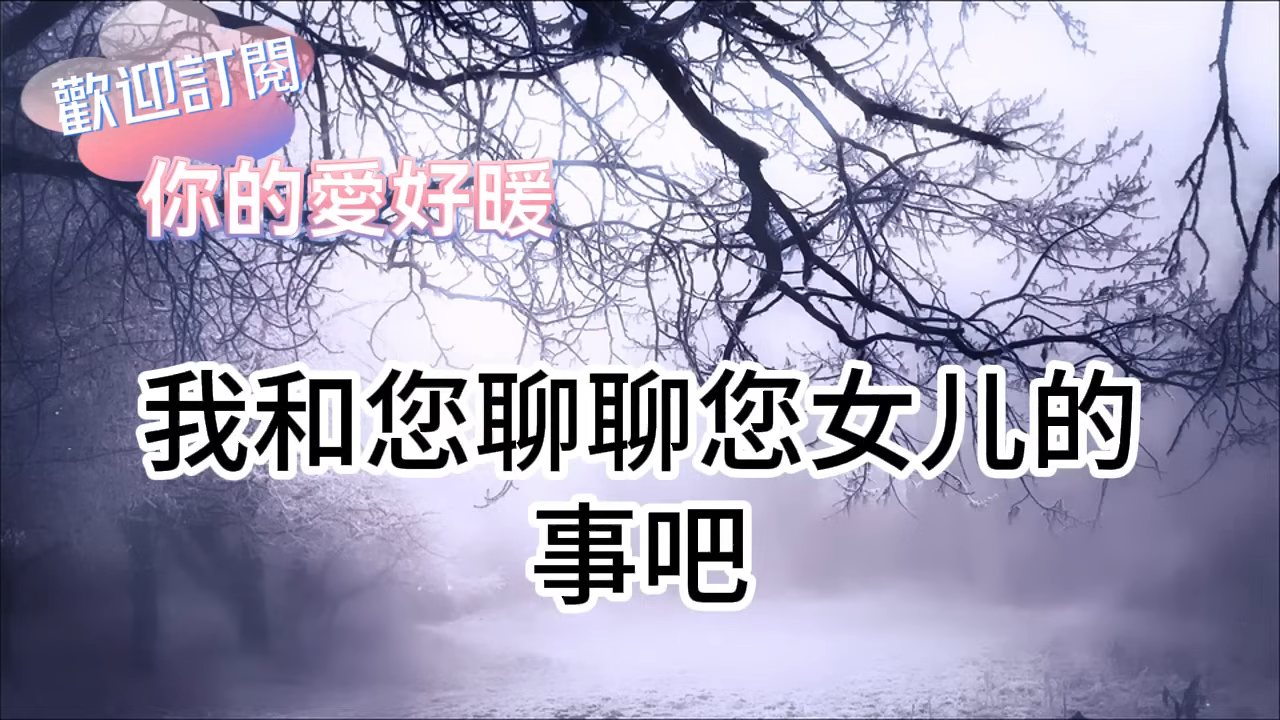 歡迎訂閱
你的愛好暖
我和您聊聊您女儿的
事吧